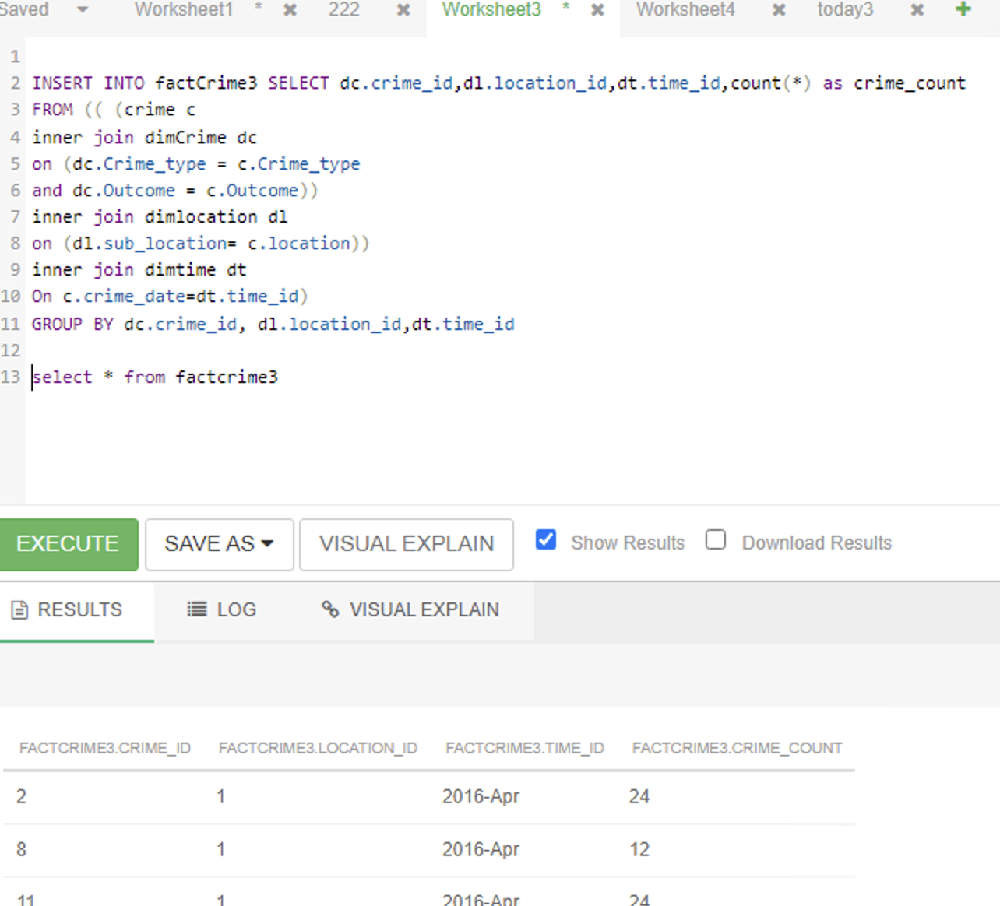 Saved Worksheet1 * 222 Worksheet3 * Worksheet4 today3
1
2 INSERT INTO factCrime3 SELECT dc.crime_id,dl.location_id,dt.time_id,count(*) as crime_count
3 FROM (( (crime c
4 inner join dimCrime dc
5 on (dc.Crime_type = c.Crime_type
6 and dc.Outcome = c.Outcome))
7 inner join dimlocation dl
8 on (dl.sub_location= c.location))
9 inner join dimtime dt
10 On c.crime_date=dt.time_id)
11 GROUP BY dc.crime_id, dl.location_id,dt.time_id
12
13 select * from factcrime3
EXECUTE SAVE AS VISUAL EXPLAIN Show Results Download Results
RESULTS LOG VISUAL EXPLAIN
FACTCRIME3.CRIME_ID FACTCRIME3.LOCATION_ID FACTCRIME3.TIME_ID FACTCRIME3.CRIME_COUNT
2 1 2016-Apr 24
8 1 2016-Apr 12
11 1 2016-Apr 24